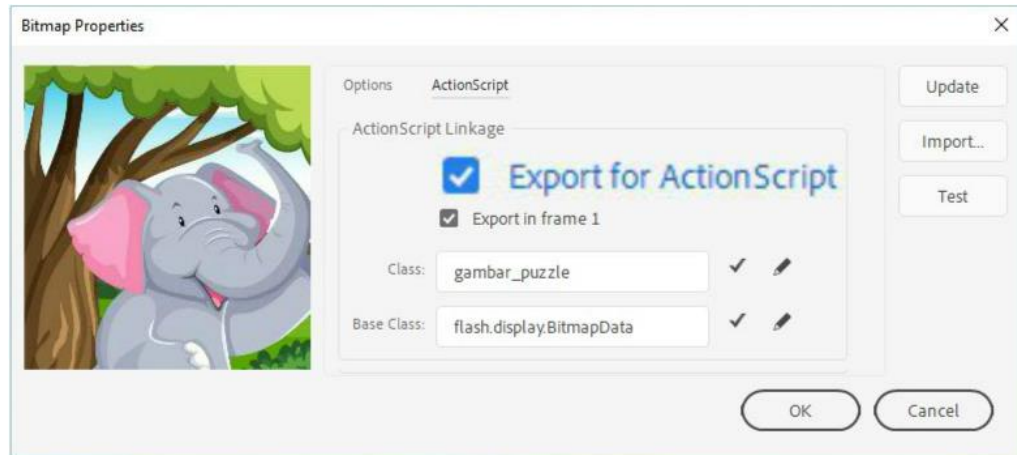 Bitmap Properties
Options ActionScript
Update
ActionScript Linkage
Import...
Export for ActionScript
Test
Export in frame 1
Class: gambar_puzzle
Base Class: flash.display.BitmapData
OK Cancel